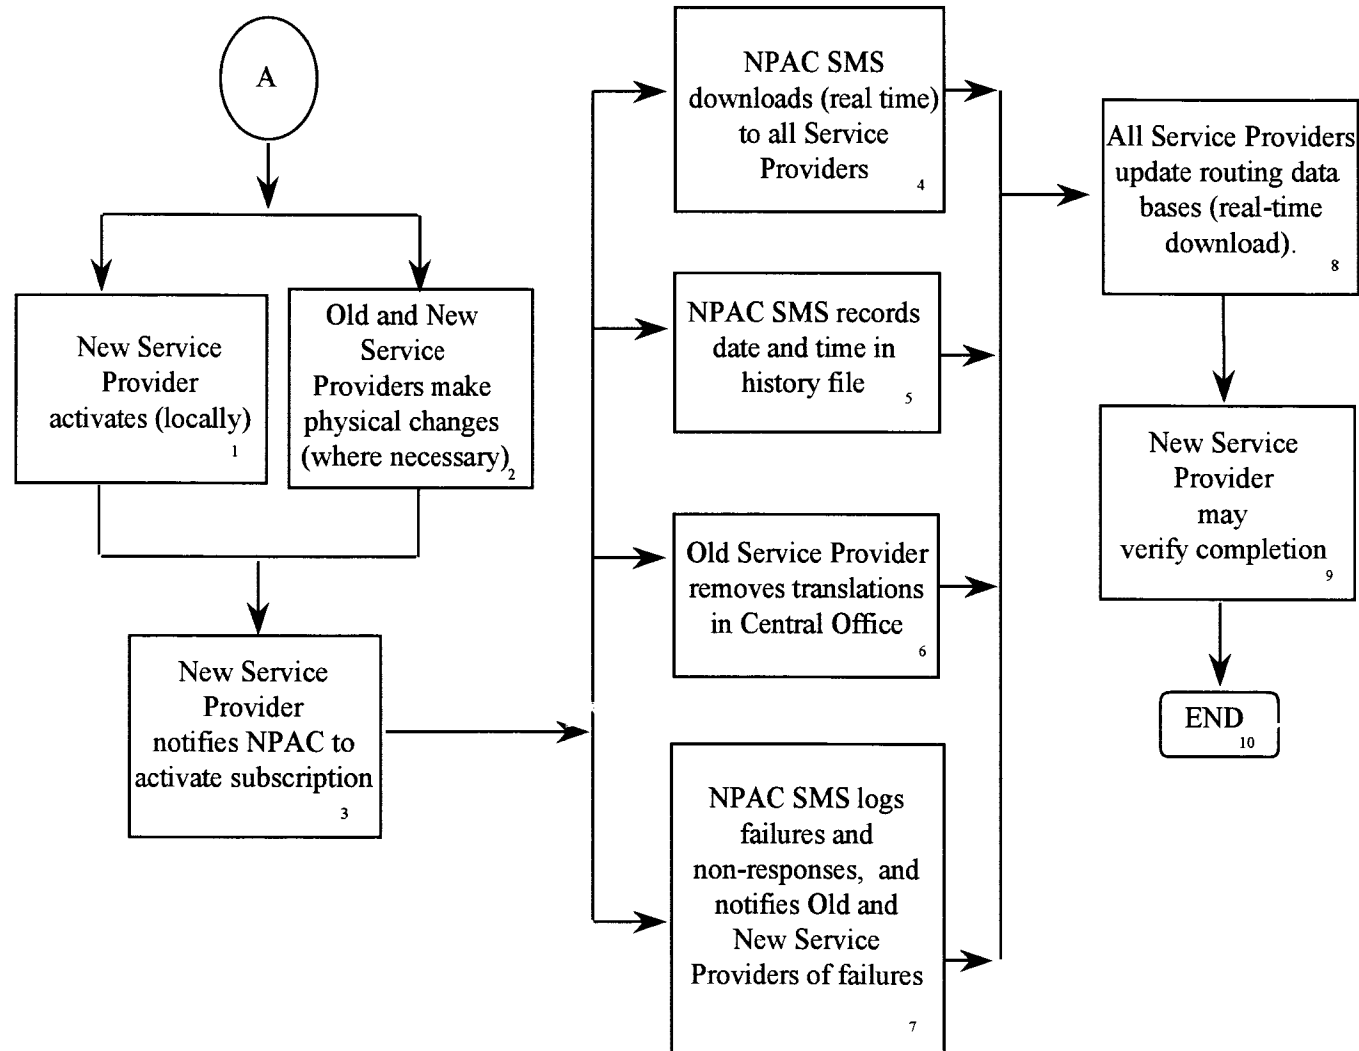 A
New Service
Provider
activates (locally)
1
Old and New
Service
Providers make
physical changes
(where necessary)
2
New Service
Provider
notifies NPAC to
activate subscription
3
NPAC SMS
downloads (real time)
to all Service
Providers
4
NPAC SMS records
date and time in
history file
5
Old Service Provider
removes translations
in Central Office
6
NPAC SMS logs
failures and
non-responses, and
notifies Old and
New Service
Providers of failures
7
All Service Providers
update routing data
bases (real-time
download).
8
New Service
Provider
may
verify completion
9
END
10